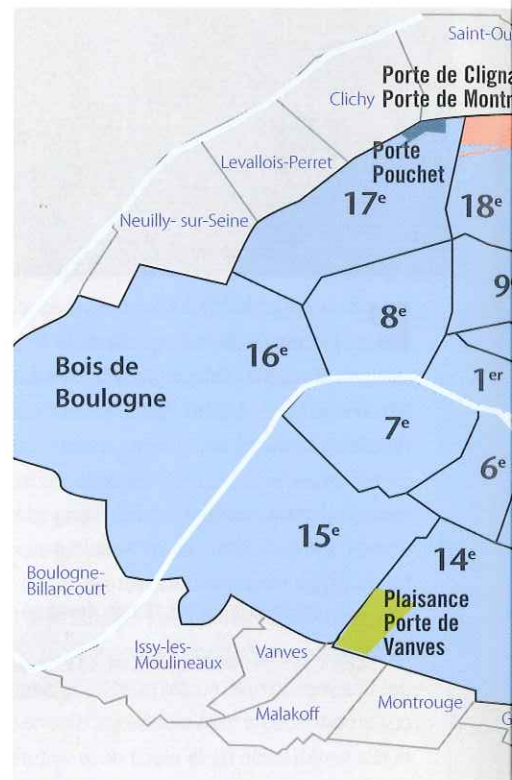 Saint-Ou
Porte de Cligna
Clichy
Porte de Montr
Levallois-Perret
Porte
Pouchet
17e
18e
Neuilly- sur-Seine
9
8e
16e
Bois de
Boulogne
1er
7e
6e
15e
14e
Boulogne-
Billancourt
Plaisance
Porte de
Vanves
Issy-les-
Moulineaux
Vanves
Malakoff
Montrouge
G